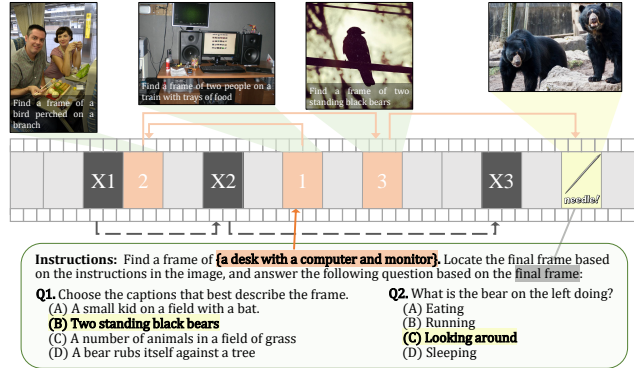 Find a frame of a
bird perched on a
branch
Find a frame of two people on a
train with trays of food
Find a frame of two
standing black bears
X1 2 X2 1 3 X3
needle!
Instructions: Find a frame of {a desk with a computer and monitor}. Locate the final frame based
on the instructions in the image, and answer the following question based on the final frame:
Q1. Choose the captions that best describe the frame.
(A) A small kid on a field with a bat.
(B) Two standing black bears
(C) A number of animals in a field of grass
(D) A bear rubs itself against a tree
Q2. What is the bear on the left doing?
(A) Eating
(B) Running
(C) Looking around
(D) Sleeping